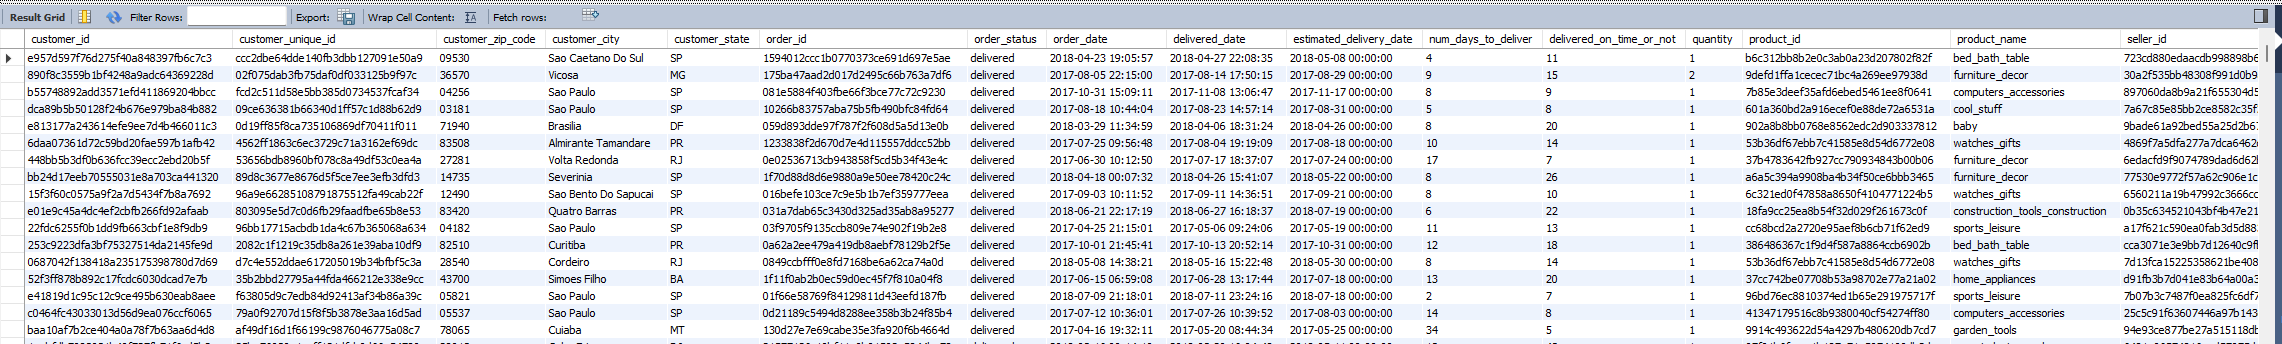 Result Grid Filter Rows: Export: Wrap Cell Content: Fetch rows:
customer_id customer_unique_id customer_zip_code customer_city customer_state order_id order_status order_date delivered_date estimated_delivery_date num_days_to_deliver delivered_on_time_or_not quantity product_id product_name seller_id
e957d597f76d275f40a848397fb6c7c3 ccc2dbe64dde140fb3dbb127091e50a9 09530 Sao Caetano Do Sul SP 1594012ccc1b0770373ce691d697e5ae delivered 2018-04-23 19:05:57 2018-04-27 22:08:35 2018-05-08 00:00:00 4 11 1 b6c312bb8b2e0c3ab0a23d207802f82f bed_bath_table 723cd880edaacdb998898b6
890f8c3559b1bf4248a9adc64369228d 02f075dab3fb75daf0df033125b9f97c 36570 Vicosa MG 175ba47aad2d017d2495c66b763a7df6 delivered 2017-08-05 22:15:00 2017-08-14 17:50:15 2017-08-29 00:00:00 9 15 2 9defd1ffa1cecec71bc4a269ee97938d furniture_decor 30a2f535bb48308f991d0b9
b55748892add3571efd411869204bbcc fcd2c511d58e5bb385d0734537fcaf34 04256 Sao Paulo SP 081e5884f403fbe66f3bce77c72c9230 delivered 2017-10-31 15:09:11 2017-11-08 13:06:47 2017-11-17 00:00:00 8 9 1 7b85e3deef35afd6ebed5461ee8f0641 computers_accessories 897060da8b9a21f655304d5
dca89b5b50128f24b676e979ba84b882 09ce636381b66340d1ff57c1d88b62d9 03181 Sao Paulo SP 10266b83757aba75b5fb490bfc84fd64 delivered 2017-08-18 10:44:04 2017-08-23 14:57:14 2017-08-31 00:00:00 5 8 1 601a360bd2a916ecef0e88de72a6531a cool_stuff 7a67c85e85bb2ce8582c35f
e813177a243614efe9ee7d4b466011c3 0d19ff85f8ca735106869df70411f011 71940 Brasilia DF 059d893dde97f787f2f608d5a5d13e0b delivered 2018-03-29 11:34:59 2018-04-06 18:31:24 2018-04-26 00:00:00 8 20 1 902a8b8bb0768e8562edc2d903337812 baby 9bade61a92bed55a25d2b67
6daa07361d72c59bd20fae597b1afb42 4562ff1863c6ec3729c71a3162ef69dc 83508 Almirante Tamandare PR 1233838f2d670d7e4d115557ddcc52bb delivered 2017-07-25 09:56:48 2017-08-04 19:19:09 2017-08-18 00:00:00 10 14 1 53b36df67ebb7c41585e8d54d6772e08 watches_gifts 4869f7a5dfa277a7dca6462
448bb5b3df0b636fcc39ecc2ebd20b5f 53656bdb8960bf078c8a49df53c0ea4a 27281 Volta Redonda RJ 0e02536713cb943858f5cd5b34f43e4c delivered 2017-06-30 10:12:50 2017-07-17 18:37:07 2017-07-24 00:00:00 17 7 1 37b4783642fb927cc790934843b00b06 furniture_decor 6edacfd9f9074789dad6d62
bb24d17eeb70555031e8a703ca441320 89d8c3677e8676d5f5ce7ee3efb3dfd3 14735 Severinia SP 1f70d88d8d6e9880a9e50ee78420c24c delivered 2018-04-18 00:07:32 2018-04-26 15:41:07 2018-05-22 00:00:00 8 26 1 a6a5c394a9908ba4b34f50ce6bbb3465 furniture_decor 77530e9772f57a62c906e1c
15f3f60c0575a9f2a7d5434f7b8a7692 96a9e66285108791875512fa49cab22f 12490 Sao Bento Do Sapucai SP 016befe103ce7c9e5b1b7ef359777eea delivered 2017-09-03 10:11:52 2017-09-11 14:36:51 2017-09-21 00:00:00 8 10 1 6c321ed0f47858a8650f4104771224b5 watches_gifts 6560211a19b47992c3666cc
e01e9c45a4dc4ef2cbfb266fd92afaab 803095e5d7c0d6fb29faadfbe65b8e53 83420 Quatro Barras PR 031a7dab65c3430d325ad35ab8a95277 delivered 2018-06-21 22:17:19 2018-06-27 16:18:37 2018-07-19 00:00:00 6 22 1 18fa9cc25ea8b54f32d029f261673c0f construction_tools_construction 0b35c634521043bf4b47e21
22fdc6255f0b1dd9fb663cbf1e8f9db9 96bb17715acbdb1da4c67b365068a634 04182 Sao Paulo SP 03f9705f9135ccb809e74e902f19b2e8 delivered 2017-04-25 21:15:01 2017-05-06 09:24:06 2017-05-19 00:00:00 11 13 1 cc68bcd2a2720e95aef8b6cb71f62ed9 sports_leisure a17f621c590ea0fab3d5d88
253c9223dfa3bf75327514da2145fe9d 2082c1f1219c35db8a261e39aba10df9 82510 Curitiba PR 0a62a2ee479a419db8aebf78129b2f5e delivered 2017-10-01 21:45:41 2017-10-13 20:52:14 2017-10-31 00:00:00 12 18 1 386486367c1f9d4f587a8864ccb6902b bed_bath_table cca3071e3e9bb7d12640c9f
0687042f138418a235175398780d7d69 d7c4e552ddae617205019b34bfbf5c3a 28540 Cordeiro RJ 0849ccbfff0e8fd7168be6a62ca74a0d delivered 2018-05-08 14:38:21 2018-05-16 15:22:48 2018-05-30 00:00:00 8 14 1 53b36df67ebb7c41585e8d54d6772e08 watches_gifts 7d13fca15225358621be408
52f3ff878b892c17fcdc6030dcad7e7b 35b2bbd27795a44fda466212e338e9cc 43700 Simoes Filho BA 1f11f0ab2b0ec59d0ec45f7f810a04f8 delivered 2017-06-15 06:59:08 2017-06-28 13:17:44 2017-07-18 00:00:00 13 20 1 37cc742be07708b53a98702e77a21a02 home_appliances d91fb3b7d041e83b64a00a3
e41819d1c95c12c9ce495b630eab8aee f63805d9c7edb84d92413af34b86a39c 05821 Sao Paulo SP 01f66e58769f84129811d43eefd187fb delivered 2018-07-09 21:18:01 2018-07-11 23:24:16 2018-07-18 00:00:00 2 7 1 96bd76ec8810374ed1b65e291975717f sports_leisure 7b07b3c7487f0ea825fc6df7
c0464fc43033013d56d9ea076ccf6065 79a0f92707d15f8f5b3878e3aa16d5ad 05537 Sao Paulo SP 0d21189c5494d8288ee358b3b24f85b4 delivered 2017-07-12 10:36:01 2017-07-26 10:39:52 2017-08-03 00:00:00 14 8 1 41347179516c8b9380040cf54274ff80 computers_accessories 25c5c91f63607446a97b143
baa10af7b2ce404a0a78f7b63aa6d4d8 af49df16d1f66199c9876046775a08c7 78065 Cuiaba MT 130d27e7e69cabe35e3fa920f6b4664d delivered 2017-04-16 19:32:11 2017-05-20 08:44:34 2017-05-25 00:00:00 34 5 1 9914c493622d54a4297b480620db7cd7 garden_tools 94e93ce877be27a515118db